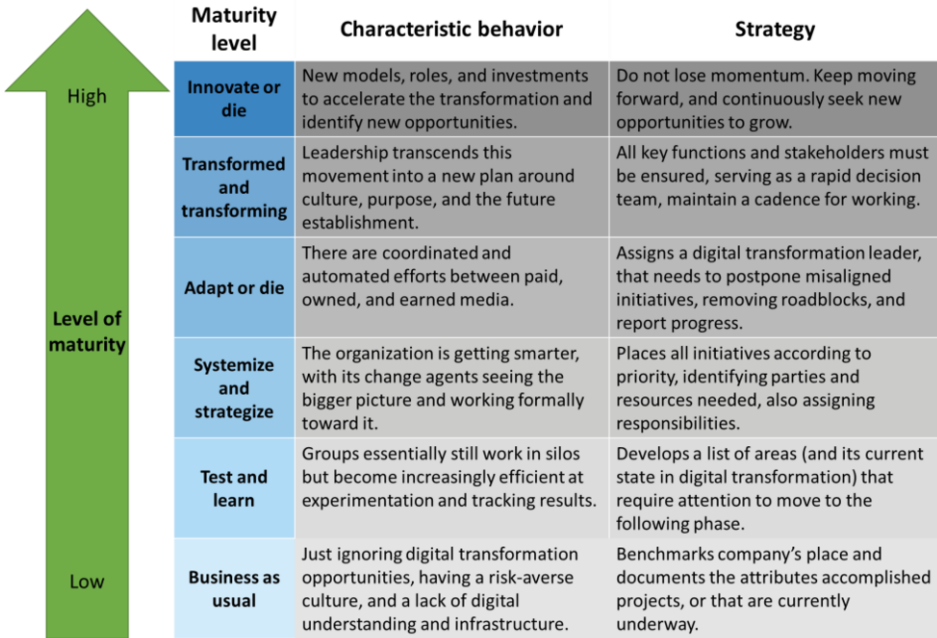 Maturity level
Characteristic behavior
Strategy
High
Innovate or
die
New models, roles, and investments
to accelerate the transformation and
identify new opportunities.
Do not lose momentum. Keep moving
forward, and continuously seek new
opportunities to grow.
Transformed
and
transforming
Leadership transcends this
movement into a new plan around
culture, purpose, and the future
establishment.
All key functions and stakeholders must
be ensured, serving as a rapid decision
team, maintain a cadence for working.
Adapt or die
There are coordinated and
automated efforts between paid,
owned, and earned media.
Assigns a digital transformation leader,
that needs to postpone misaligned
initiatives, removing roadblocks, and
report progress.
Level of
maturity
Systemize
and
strategize
The organization is getting smarter,
with its change agents seeing the
bigger picture and working formally
toward it.
Places all initiatives according to
priority, identifying parties and
resources needed, also assigning
responsibilities.
Test and
learn
Groups essentially still work in silos
but become increasingly efficient at
experimentation and tracking results.
Develops a list of areas (and its current
state in digital transformation) that
require attention to move to the
following phase.
Low
Business as
usual
Just ignoring digital transformation
opportunities, having a risk-averse
culture, and a lack of digital
understanding and infrastructure.
Benchmarks company’s place and
documents the attributes accomplished
projects, or that are currently
underway.